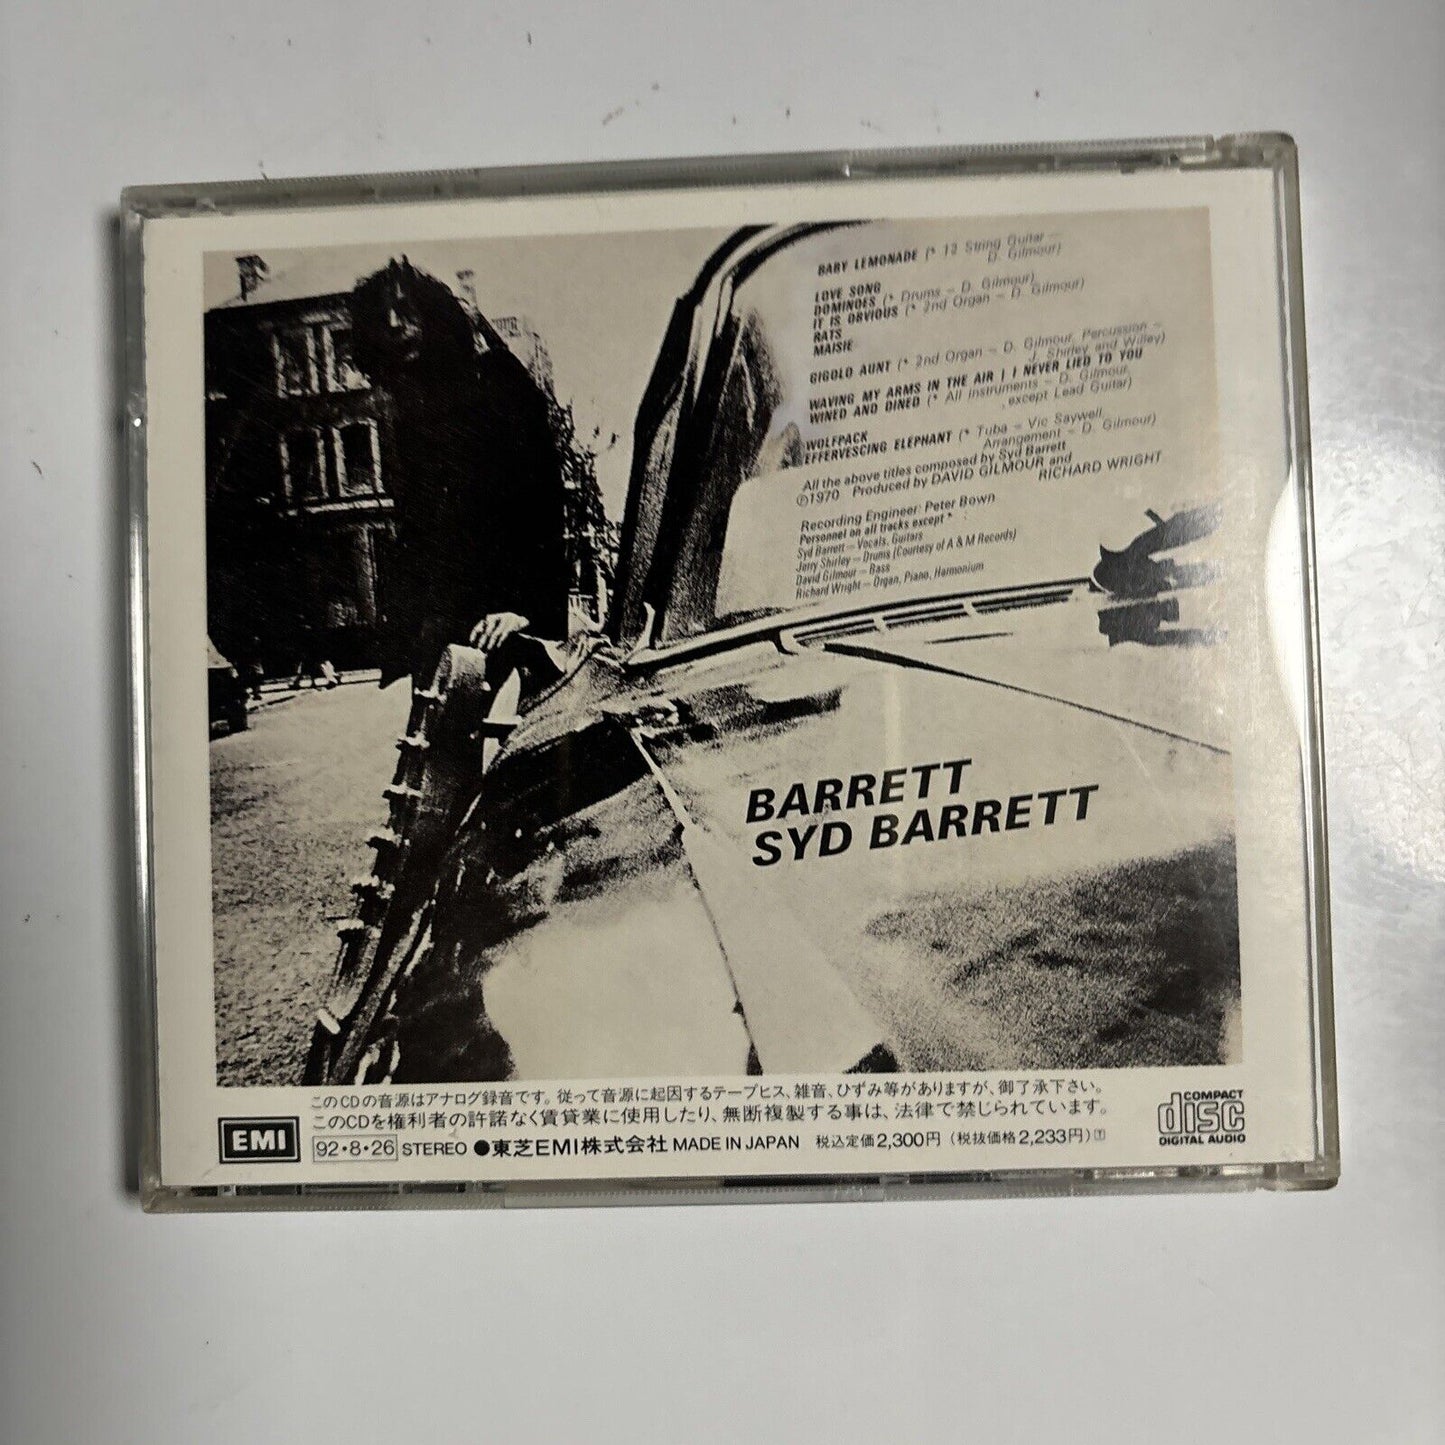 BABY LEMONADE (* 12 String Guitar —
D. Gilmour)
LOVE SONG
DOMINOES (* Drums — D. Gilmour)
IT IS OBVIOUS (* 2nd Organ — D. Gilmour)
RATS
MAISIE
GIGOLO AUNT (* 2nd Organ — D. Gilmour, Percussion —
J. Shirley and Willey)
WAVING MY ARMS IN THE AIR | I NEVER LIED TO YOU
WINED AND DINED (* All instruments — D. Gilmour,
except Lead Guitar)
WOLFPACK
EFFERVESCING ELEPHANT (* Tuba — Vic Saywell,
Arrangement — D. Gilmour)
All the above titles composed by Syd Barrett
℗1970 Produced by DAVID GILMOUR and
RICHARD WRIGHT
Recording Engineer: Peter Bown
Personnel on all tracks except *
Syd Barrett — Vocals, Guitars
Jerry Shirley — Drums (Courtesy of A & M Records)
David Gilmour — Bass
Richard Wright — Organ, Piano, Harmonium
BARRETT
SYD BARRETT
このCDの音源はアナログ録音です。従って音源に起因するテープヒス、雑音、ひずみ等がありますが、御了承下さい。
このCDを権利者の許諾なく賃貸業に使用したり、無断複製する事は、法律で禁じられています。
EMI 92・8・26 STEREO ●東芝EMI株式会社 MADE IN JAPAN 税込定価2,300円(税抜価格2,233円)🅃
COMPACT
disc
DIGITAL AUDIO